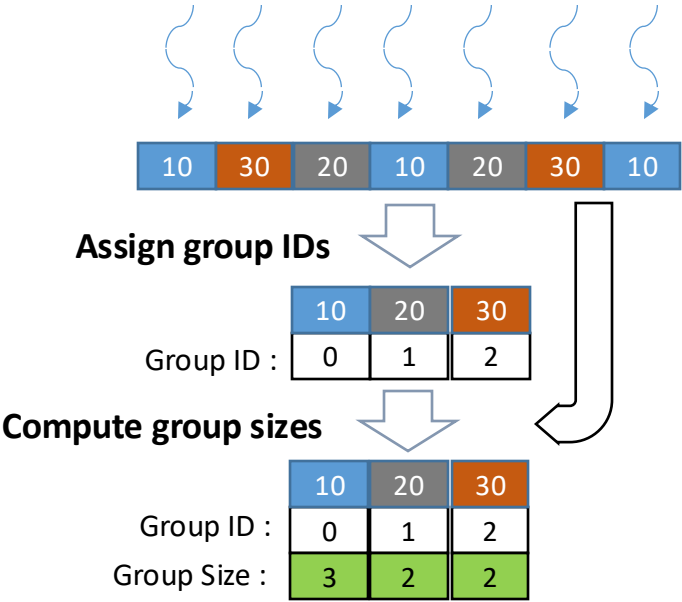 10 30 20 10 20 30 10
Assign group IDs
10 20 30
Group ID : 0 1 2
Compute group sizes
10 20 30
Group ID : 0 1 2
Group Size : 3 2 2